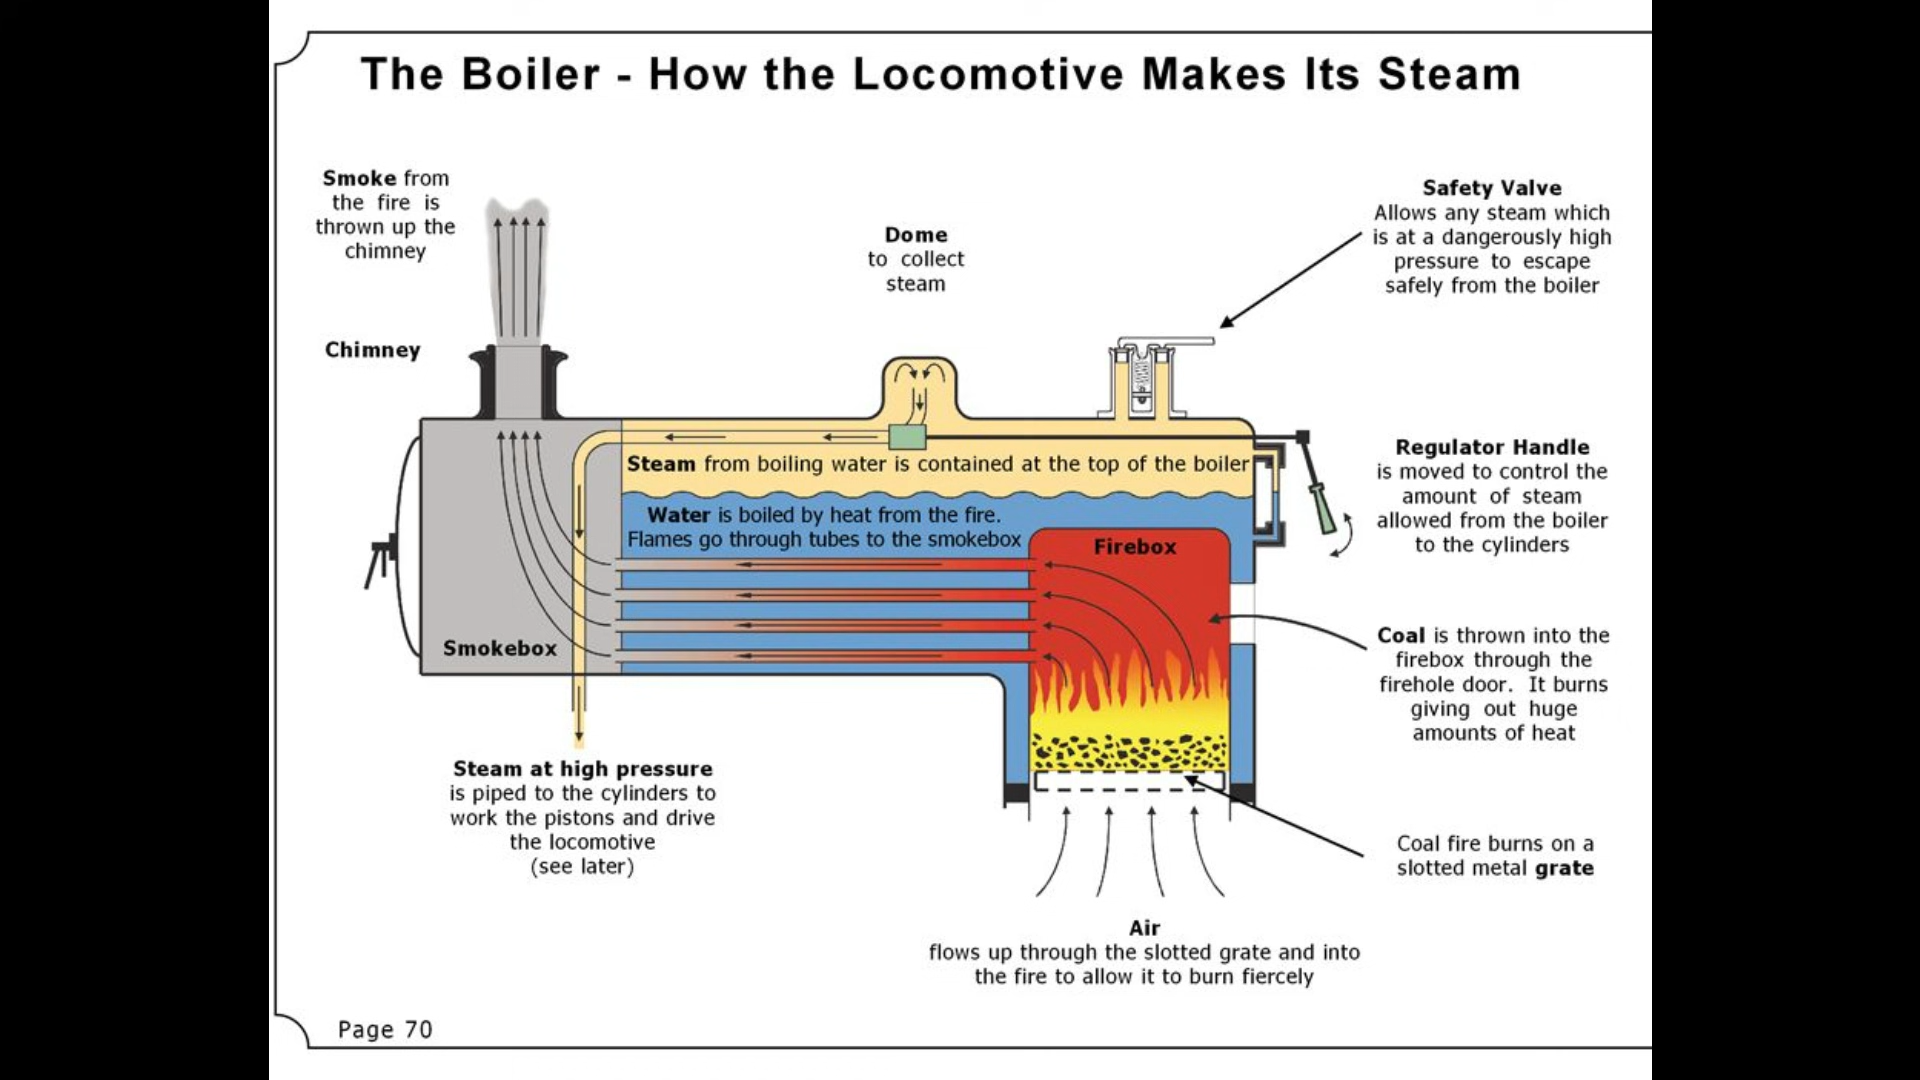 The Boiler - How the Locomotive Makes Its Steam
Smoke from
the fire is
thrown up the
chimney
Chimney
Dome
to collect
steam
Safety Valve
Allows any steam which
is at a dangerously high
pressure to escape
safely from the boiler
Steam from boiling water is contained at the top of the boiler
Water is boiled by heat from the fire.
Flames go through tubes to the smokebox
Firebox
Smokebox
Regulator Handle
is moved to control the
amount of steam
allowed from the boiler
to the cylinders
Coal is thrown into the
firebox through the
firehole door. It burns
giving out huge
amounts of heat
Steam at high pressure
is piped to the cylinders to
work the pistons and drive
the locomotive
(see later)
Coal fire burns on a
slotted metal grate
Air
flows up through the slotted grate and into
the fire to allow it to burn fiercely
Page 70